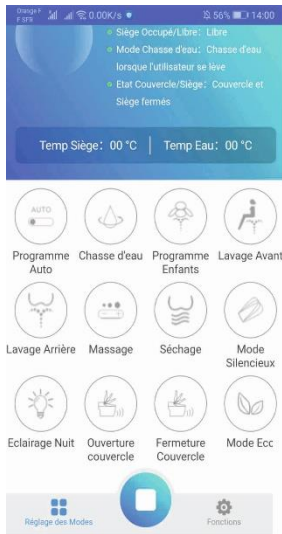 Orange F
F SFR
0.00K/s
56%
14:00
Siège Occupé/Libre: Libre
Mode Chasse d'eau: Chasse d'eau
lorsque l'utilisateur se lève
Etat Couvercle/Siège: Couvercle et
Siège fermés
Temp Siège: 00 °C | Temp Eau: 00 °C
AUTO
Programme Auto
Chasse d'eau
Programme Enfants
Lavage Avant
Lavage Arrière
Massage
Séchage
Mode Silencieux
Eclairage Nuit
Ouverture couvercle
Fermeture Couvercle
Mode Ecc
Réglage des Modes
Fonctions